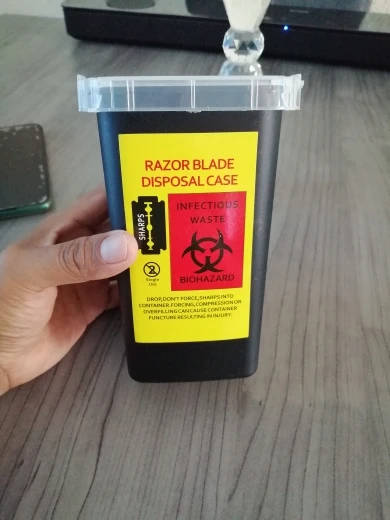 RAZOR BLADE
DISPOSAL CASE
SHARPS
INFECTIOUS
WASTE
2
Single
Use
BIOHAZARD
DROP,DON'T FORCE,SHARPS INTO
CONTAINER.FORCING,COMPRESSION OR
OVERFILLING CAN CAUSE CONTAINER
PUNCTURE RESULTING IN INJURY.